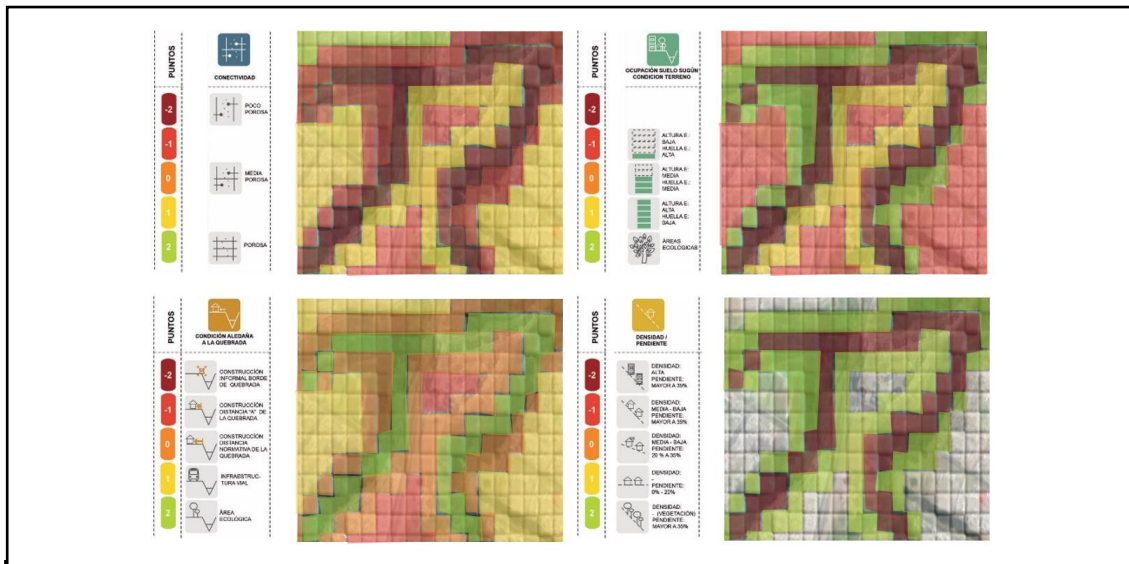 PUNTOS
CONECTIVIDAD
-2
POCO
POROSA
-1
0
MEDIA
POROSA
1
2
POROSA
PUNTOS
OCUPACIÓN SUELO SUGÚN
CONDICION TERRENO
-2
-1
ALTURA E:
BAJA
HUELLA E.:
ALTA
0
ALTURA E:
MEDIA
HUELLA E.:
MEDIA
1
ALTURA E:
ALTA
HUELLA E:
BAJA
2
ÁREAS
ECOLÓGICAS
PUNTOS
CONDICIÓN ALEDAÑA
A LA QUEBRADA
-2
CONSTRUCCIÓN
INFORMAL BORDE
DE QUEBRADA
-1
CONSTRUCCIÓN
DISTANCIA "A" DE
LA QUEBRADA
0
CONSTRUCCIÓN
DISTANCIA
NORMATIVA DE LA
QUEBRADA
1
INFRAESTRUC-
TURA VIAL
2
ÁREA
ECOLÓGICA
PUNTOS
DENSIDAD /
PENDIENTE
-2
DENSIDAD:
ALTA
PENDIENTE:
MAYOR A 35%
-1
DENSIDAD:
MEDIA - BAJA
PENDIENTE:
MAYOR A 35%
0
DENSIDAD:
MEDIA - BAJA
PENDIENTE:
20 % A 35%
1
DENSIDAD:
-
PENDIENTE:
0% - 20%
2
DENSIDAD:
- (VEGETACIÓN)
PENDIENTE:
MAYOR A 35%